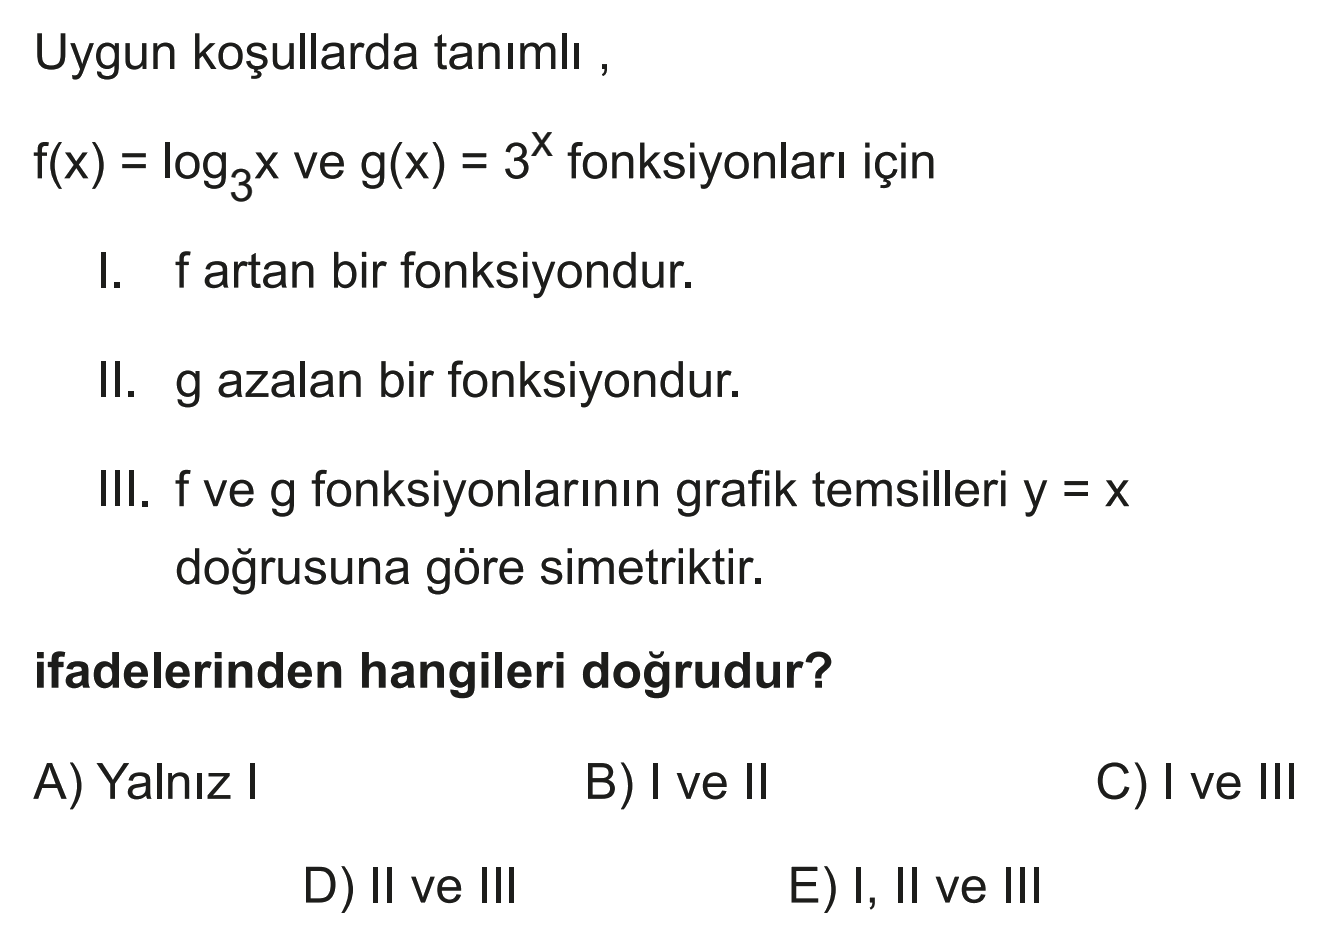 Uygun koşullarda tanımlı ,
f(x) = log₃x ve g(x) = 3ˣ fonksiyonları için
I. f artan bir fonksiyondur.
II. g azalan bir fonksiyondur.
III. f ve g fonksiyonlarının grafik temsilleri y = x
doğrusuna göre simetriktir.
ifadelerinden hangileri doğrudur?
A) Yalnız I B) I ve II C) I ve III
D) II ve III E) I, II ve III